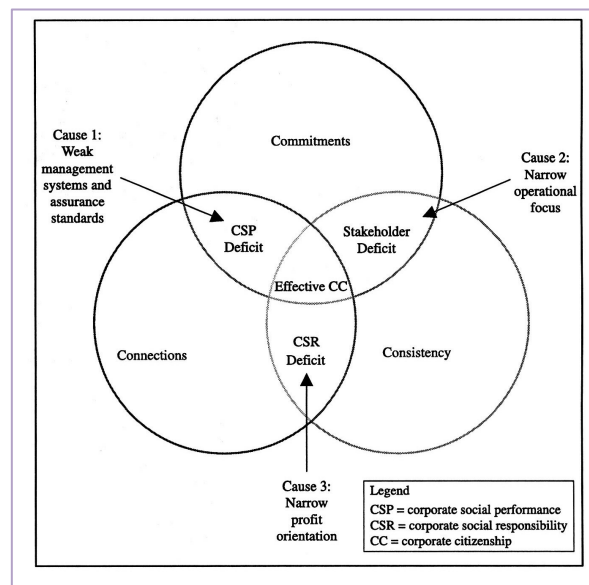 Commitments
Cause 1:
Weak
management
systems and
assurance
standards
Cause 2:
Narrow
operational
focus
CSP
Deficit
Stakeholder
Deficit
Effective CC
Connections
CSR
Deficit
Consistency
Cause 3:
Narrow
profit
orientation
Legend
CSP = corporate social performance
CSR = corporate social responsibility
CC = corporate citizenship